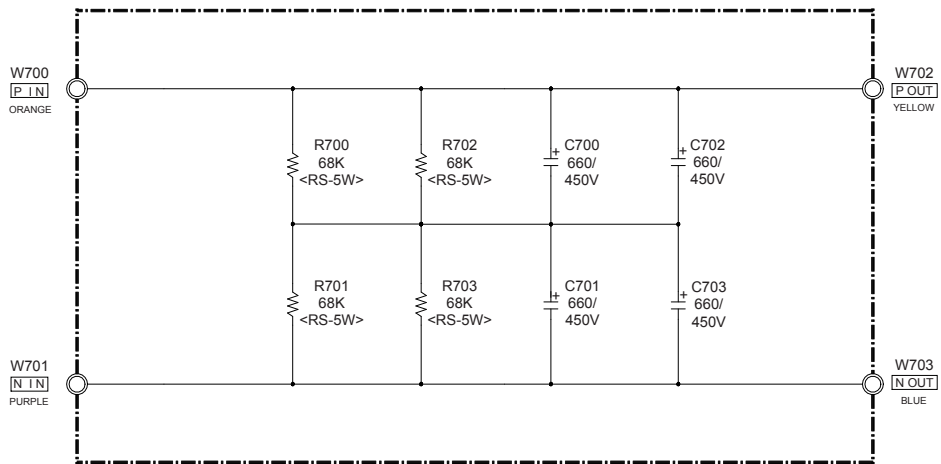 W700
P IN
ORANGE
W702
P OUT
YELLOW
R700
68K
<RS-5W>
R702
68K
<RS-5W>
C700
660/
450V
C702
660/
450V
R701
68K
<RS-5W>
R703
68K
<RS-5W>
C701
660/
450V
C703
660/
450V
W701
N IN
PURPLE
W703
N OUT
BLUE